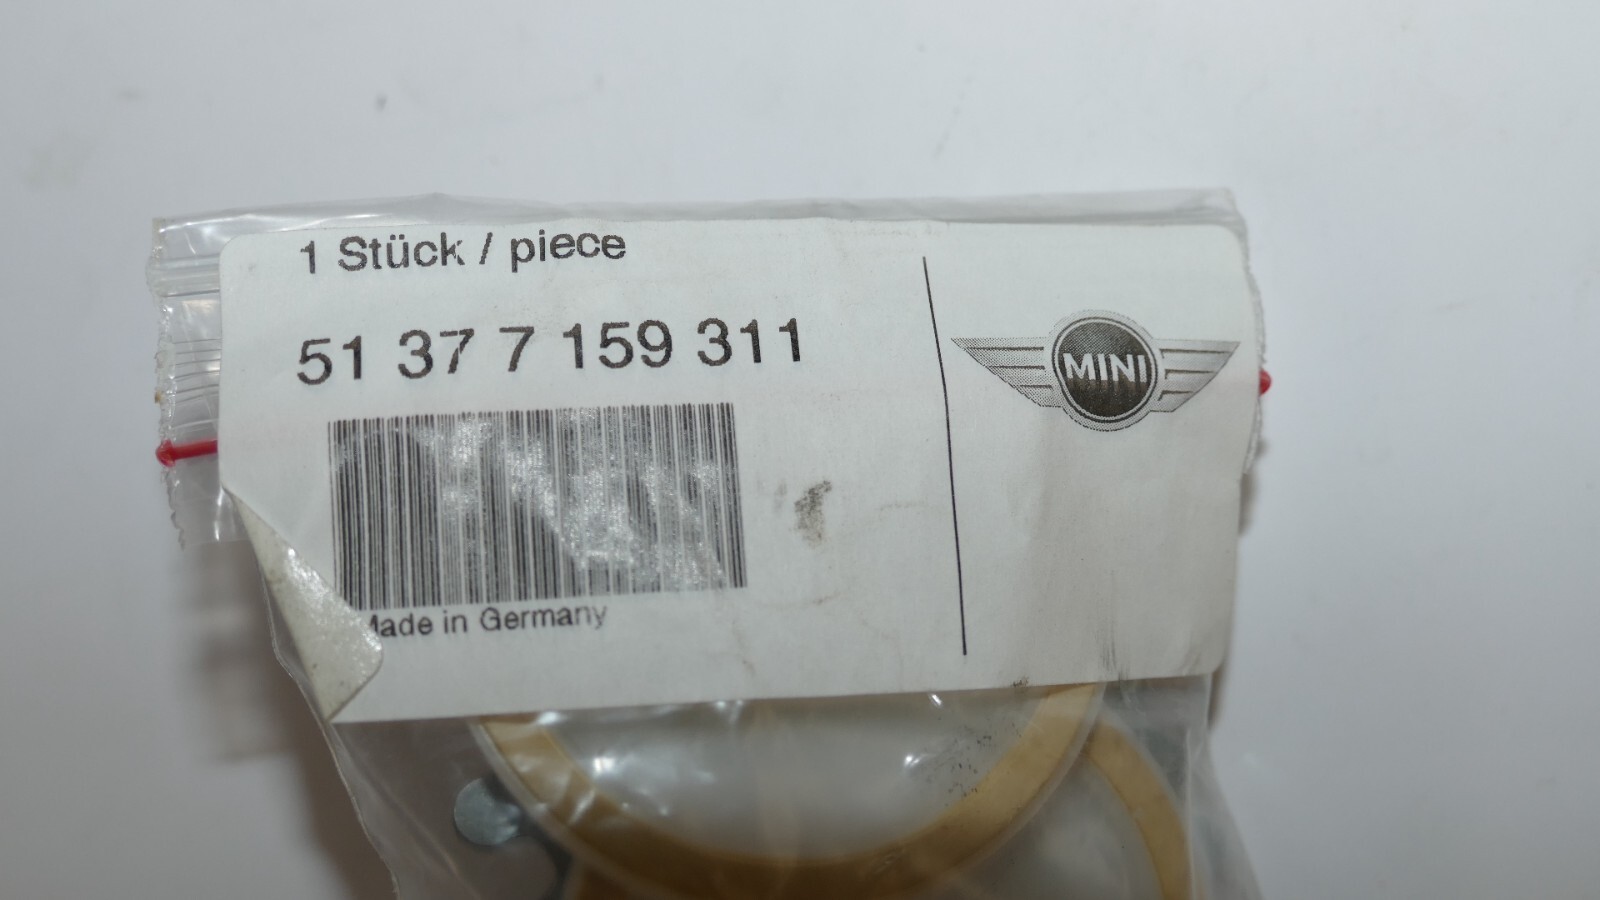 1 Stück / piece
51 37 7 159 311
MINI
Made in Germany